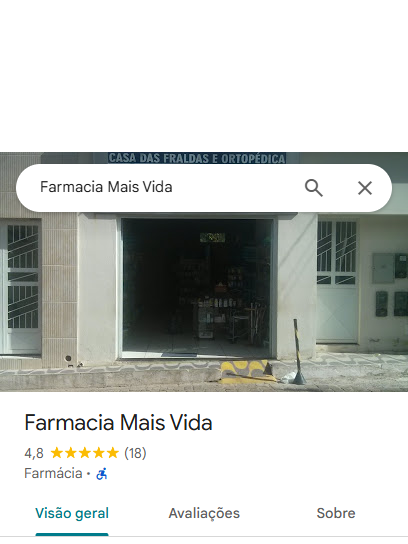 CASA DAS FRALDAS E ORTOPÉDICA
Farmacia Mais Vida
Farmacia Mais Vida
4,8 (18)
Farmácia ·
Visão geral Avaliações Sobre